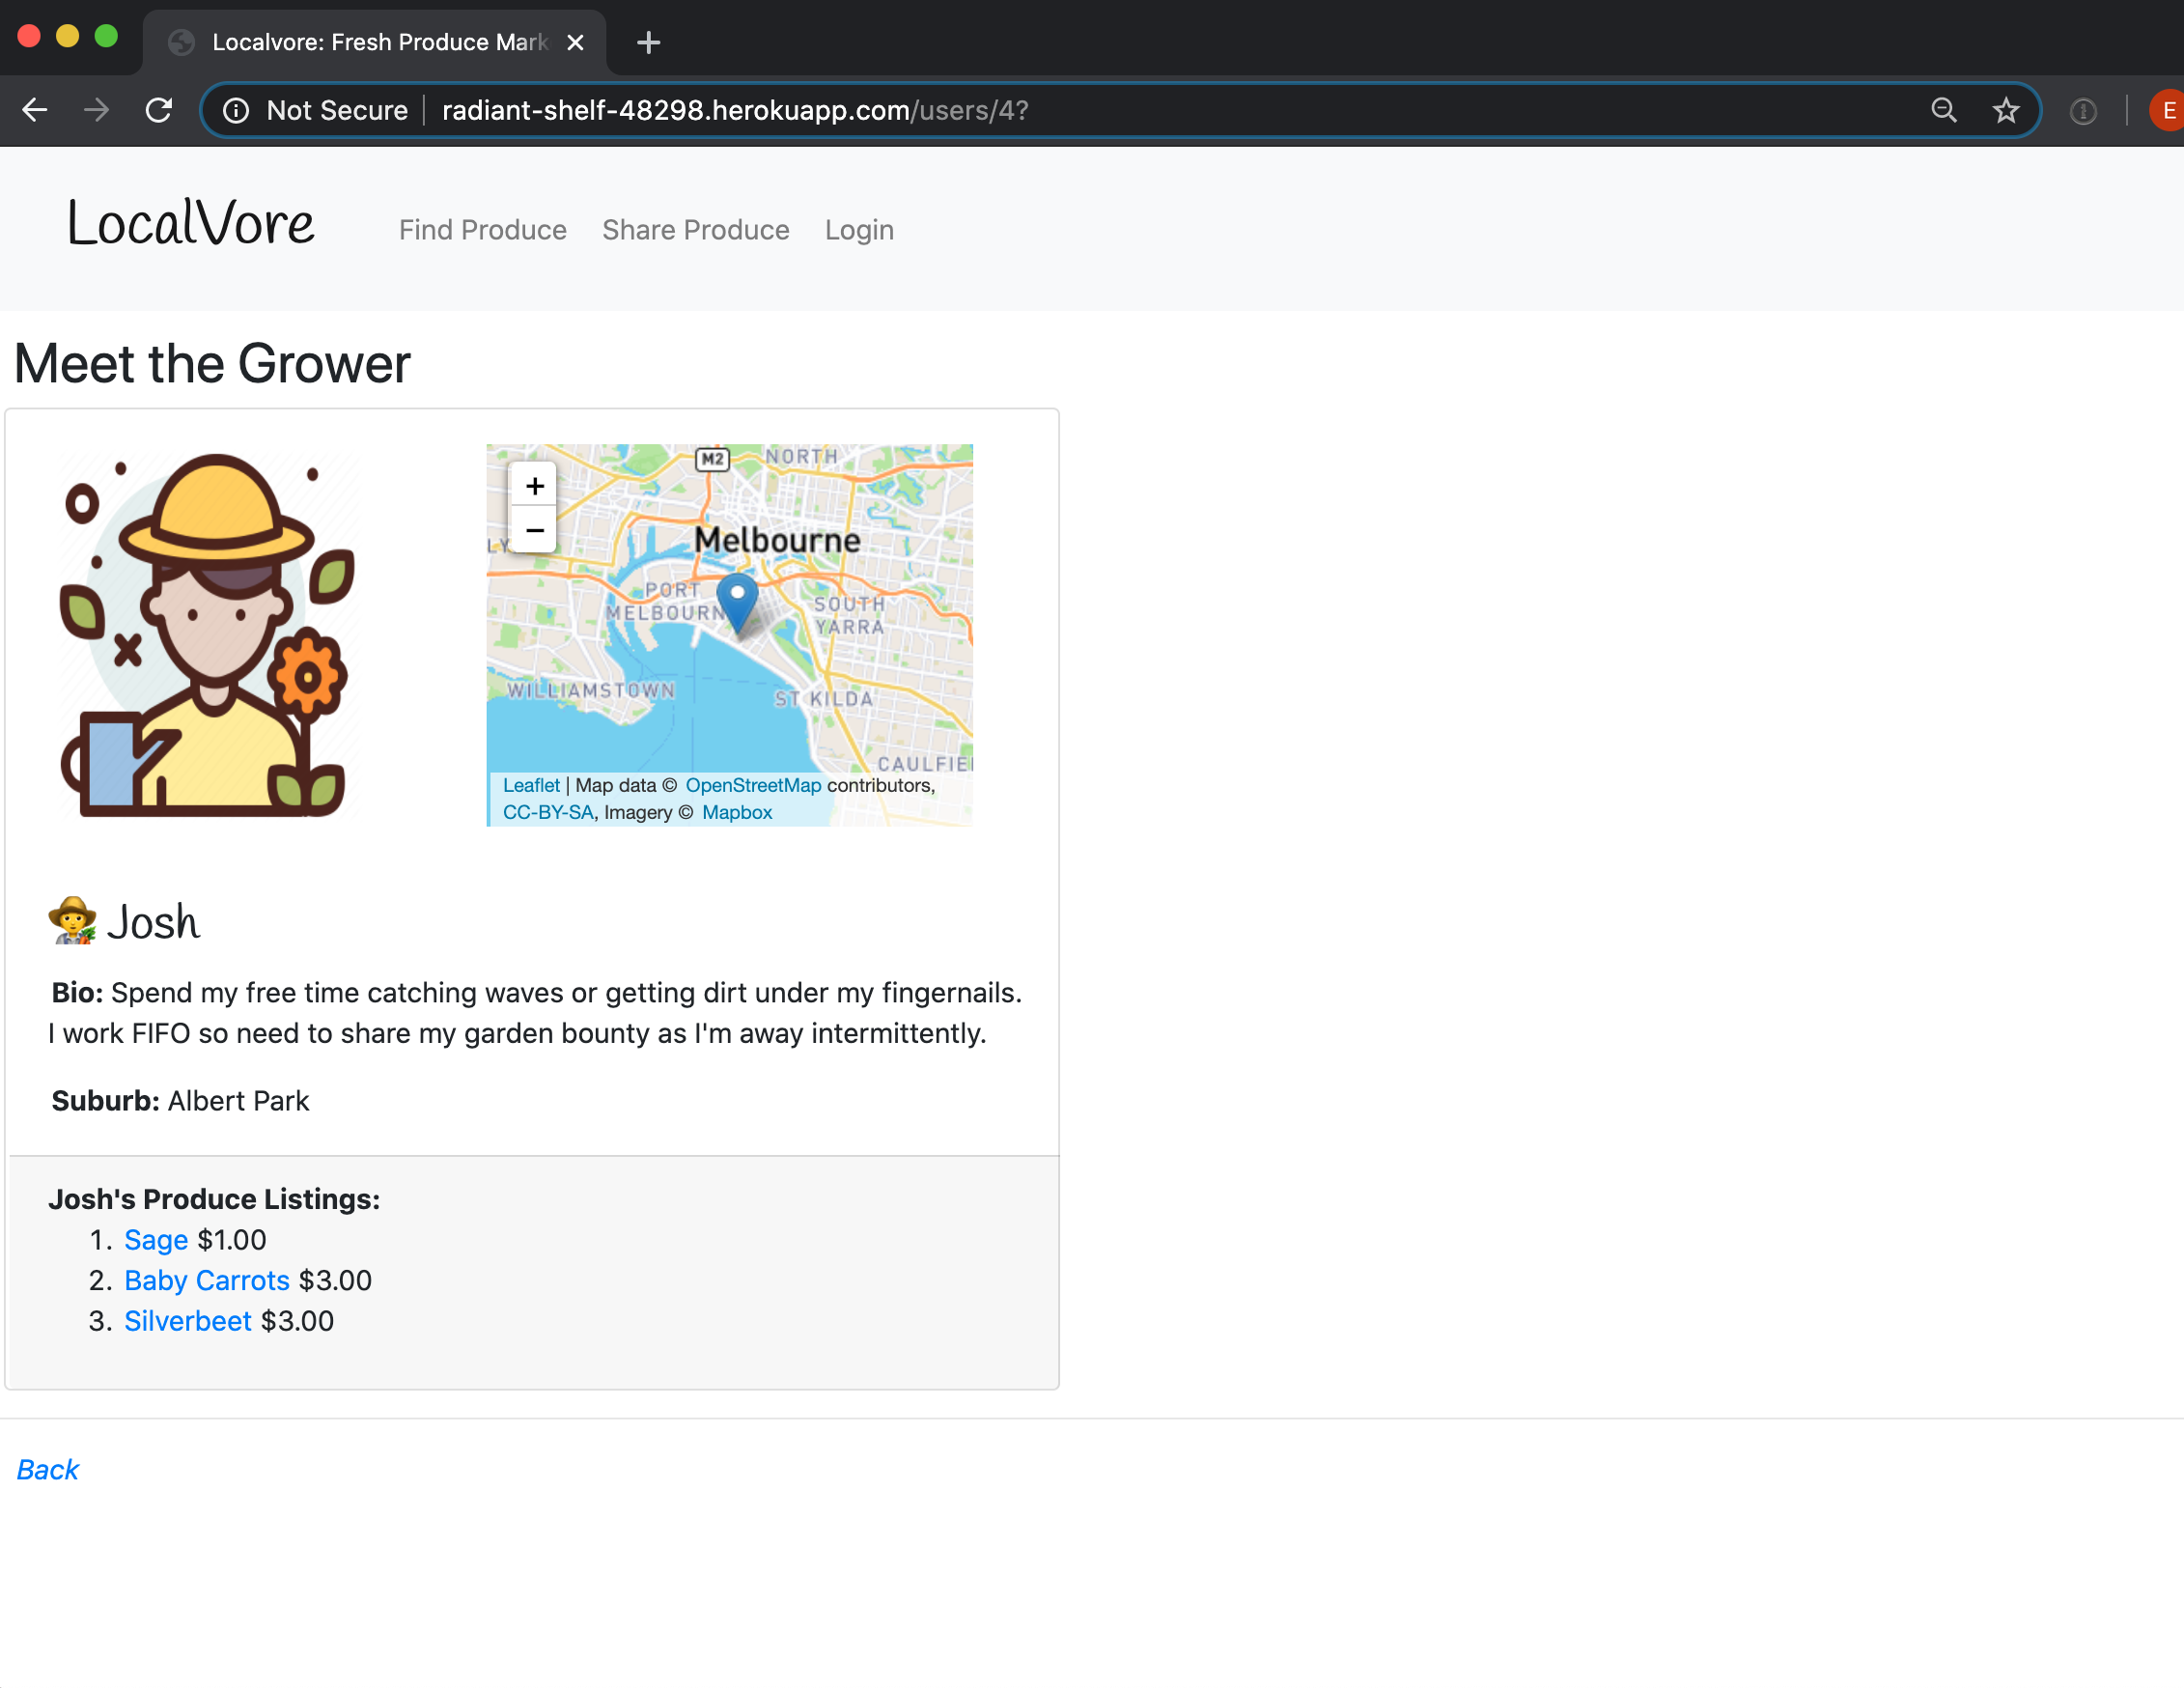 Localvore: Fresh Produce Mark
Not Secure radiant-shelf-48298.herokuapp.com/users/4?
E
LocalVore Find Produce Share Produce Login
Meet the Grower
+
−
M2
NORTH
LY
Melbourne
PORT
MELBOURN
SOUTH
YARRA
WILLIAMSTOWN
ST KILDA
CAULFIE
Leaflet | Map data © OpenStreetMap contributors,
CC-BY-SA, Imagery © Mapbox
Josh
Bio: Spend my free time catching waves or getting dirt under my fingernails.
I work FIFO so need to share my garden bounty as I'm away intermittently.
Suburb: Albert Park
Josh's Produce Listings:
1. Sage $1.00
2. Baby Carrots $3.00
3. Silverbeet $3.00
Back